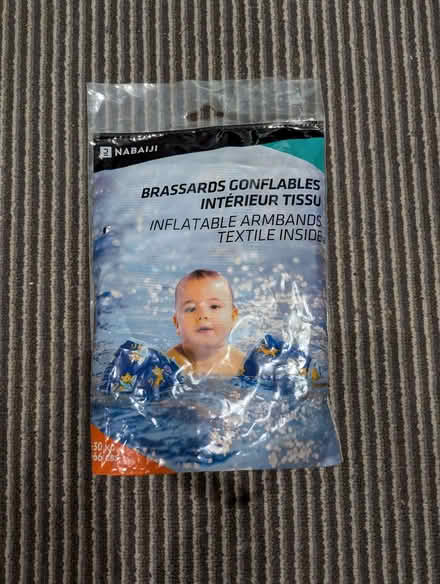 NABAIJI
BRASSARDS GONFLABLES
INTÉRIEUR TISSU
INFLATABLE ARMBANDS
TEXTILE INSIDE